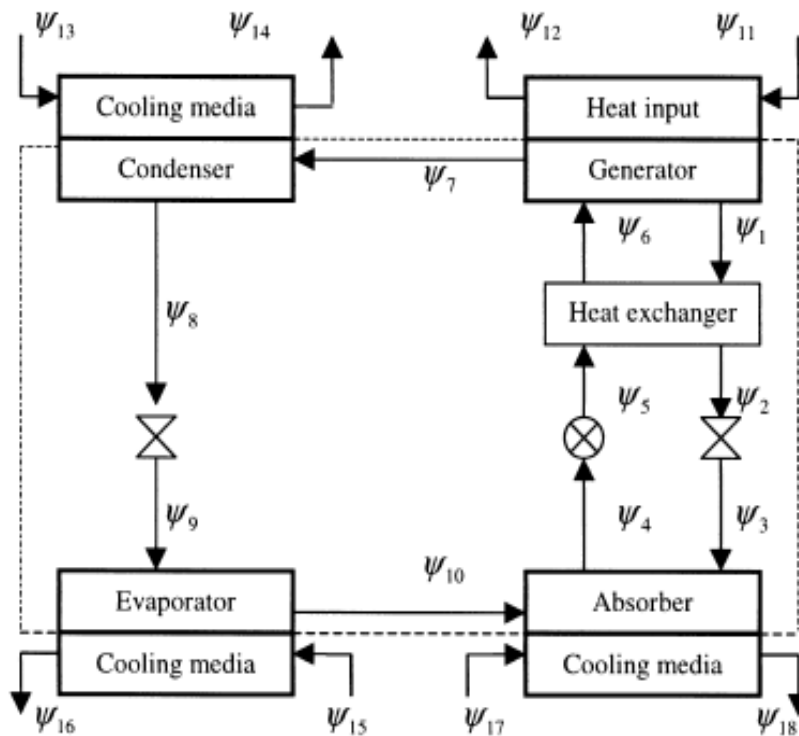 ψ13 ψ14 ψ12 ψ11
Cooling media Heat input
Condenser Generator
ψ7
ψ6 ψ1
Heat exchanger
ψ8
ψ5 ψ2
ψ9 ψ4 ψ3
ψ10
Evaporator Absorber
Cooling media Cooling media
ψ16 ψ15 ψ17 ψ18